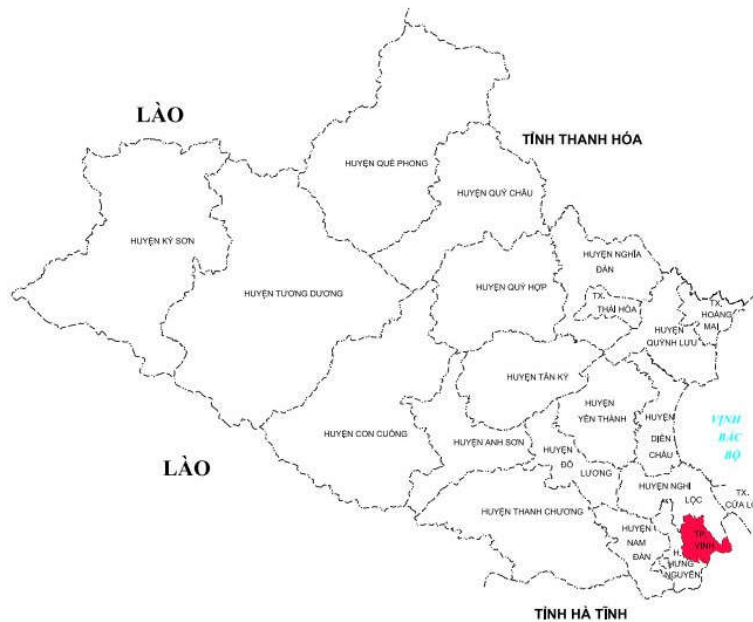 LÀO
TỈNH THANH HÓA
HUYỆN QUẾ PHONG
HUYỆN QUỲ CHÂU
HUYỆN KỲ SƠN
HUYỆN NGHĨA
ĐÀN
HUYỆN TƯƠNG DƯƠNG
HUYỆN QUỲ HỢP
TX.
THÁI HÒA
TX.
HOÀNG
MAI
HUYỆN
QUỲNH LƯU
HUYỆN TÂN KỲ
HUYỆN
YÊN THÀNH
HUYỆN
DIỄN
CHÂU
VỊNH
BẮC
BỘ
HUYỆN CON CUÔNG
HUYỆN ANH SƠN
HUYỆN
ĐÔ
LƯƠNG
LÀO
HUYỆN NGHI
LỘC
TX.
CỬA LÒ
HUYỆN THANH CHƯƠNG
HUYỆN
NAM
ĐÀN
TP.
VINH
H.
HƯNG
NGUYÊN
TỈNH HÀ TĨNH